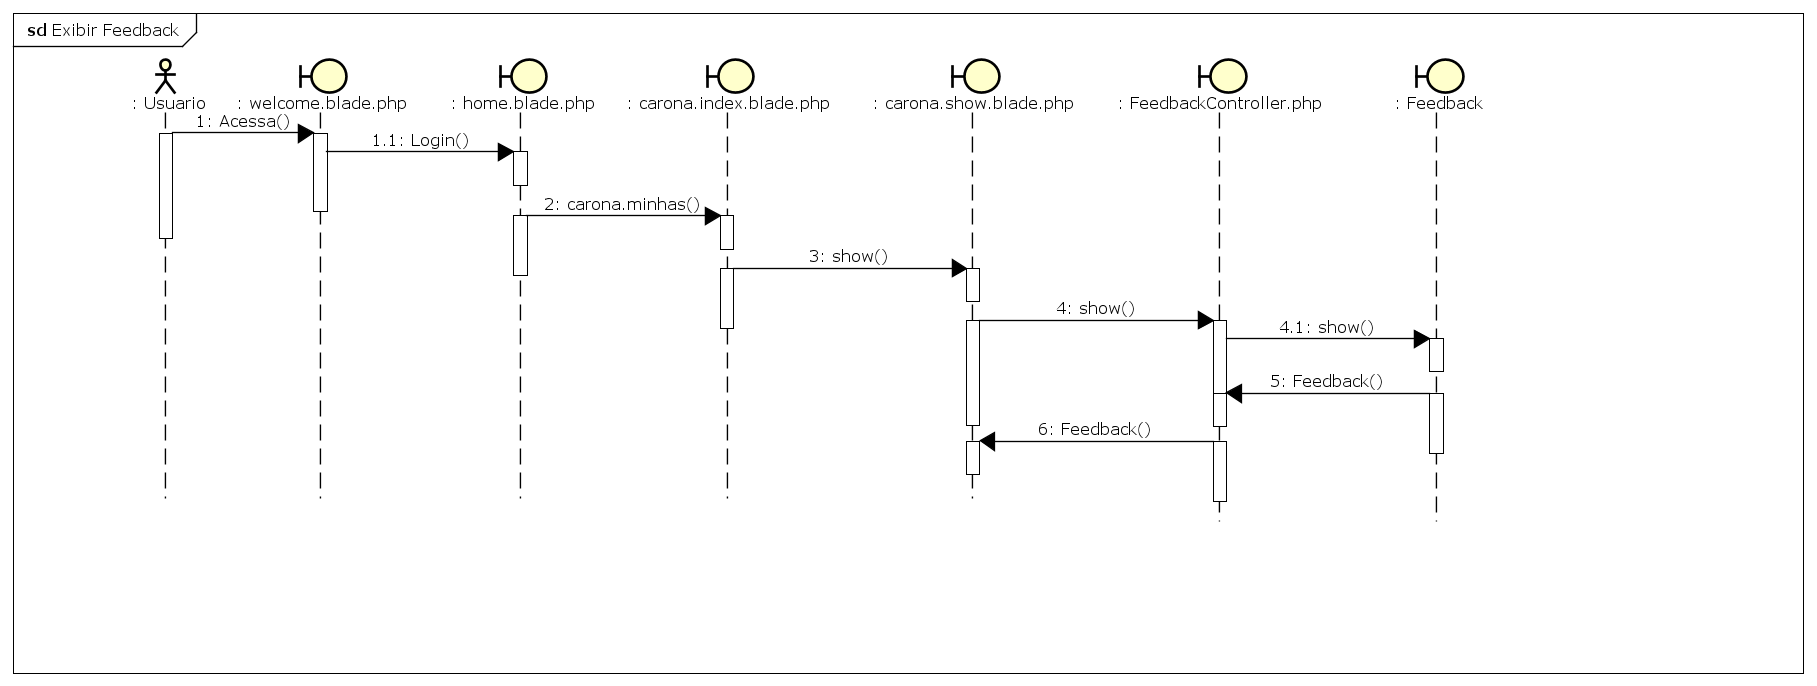 sd Exibir Feedback
: Usuario
: welcome.blade.php
: home.blade.php
: carona.index.blade.php
: carona.show.blade.php
: FeedbackController.php
: Feedback
1: Acessa()
1.1: Login()
2: carona.minhas()
3: show()
4: show()
4.1: show()
5: Feedback()
6: Feedback()